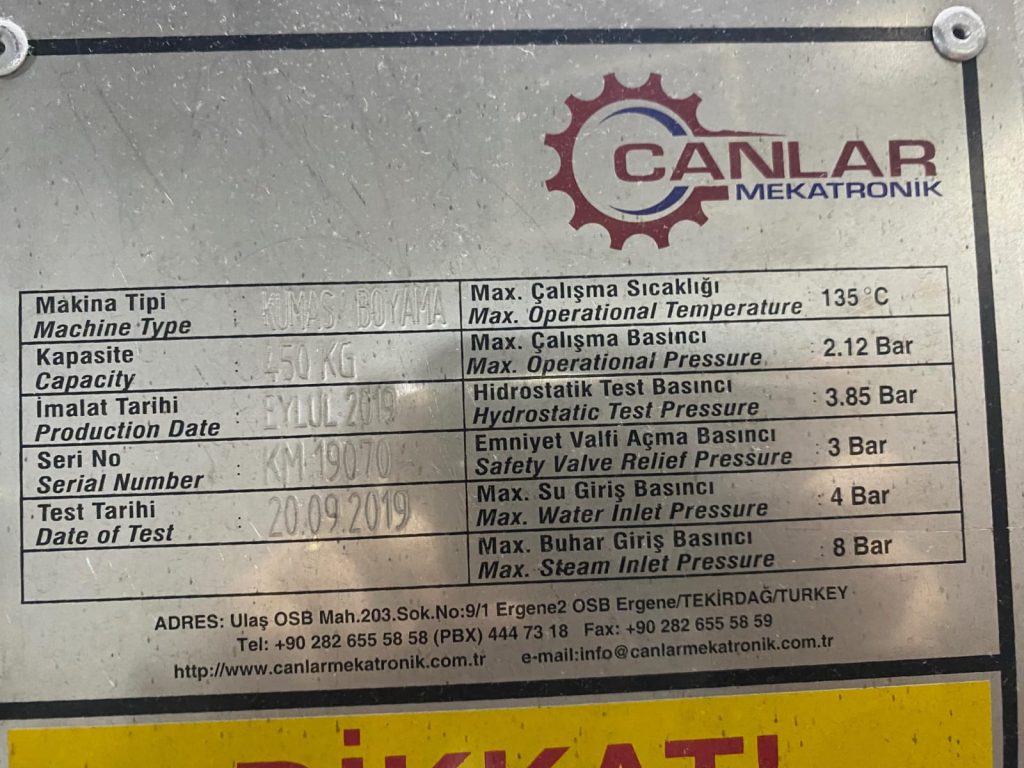 CANLAR
MEKATRONİK
Makina Tipi
Machine Type : KUMAS BOYAMA
Kapasite
Capacity : 450 KG
İmalat Tarihi
Production Date : EYLUL 2019
Seri No
Serial Number : KM 19070
Test Tarihi
Date of Test : 20.09.2019
Max. Çalışma Sıcaklığı
Max. Operational Temperature : 135 °C
Max. Çalışma Basıncı
Max. Operational Pressure : 2.12 Bar
Hidrostatik Test Basıncı
Hydrostatic Test Pressure : 3.85 Bar
Emniyet Valfi Açma Basıncı
Safety Valve Relief Pressure : 3 Bar
Max. Su Giriş Basıncı
Max. Water Inlet Pressure : 4 Bar
Max. Buhar Giriş Basıncı
Max. Steam Inlet Pressure : 8 Bar
ADRES: Ulaş OSB Mah.203.Sok.No:9/1 Ergene2 OSB Ergene/TEKİRDAĞ/TURKEY
Tel: +90 282 655 58 58 (PBX) 444 73 18 Fax: +90 282 655 58 59
http://www.canlarmekatronik.com.tr e-mail:info@canlarmekatronik.com.tr
DİKKAT!